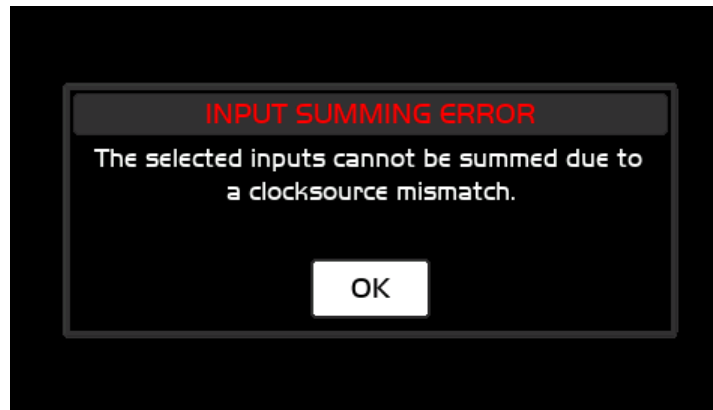 INPUT SUMMING ERROR
The selected inputs cannot be summed due to
a clocksource mismatch.
OK